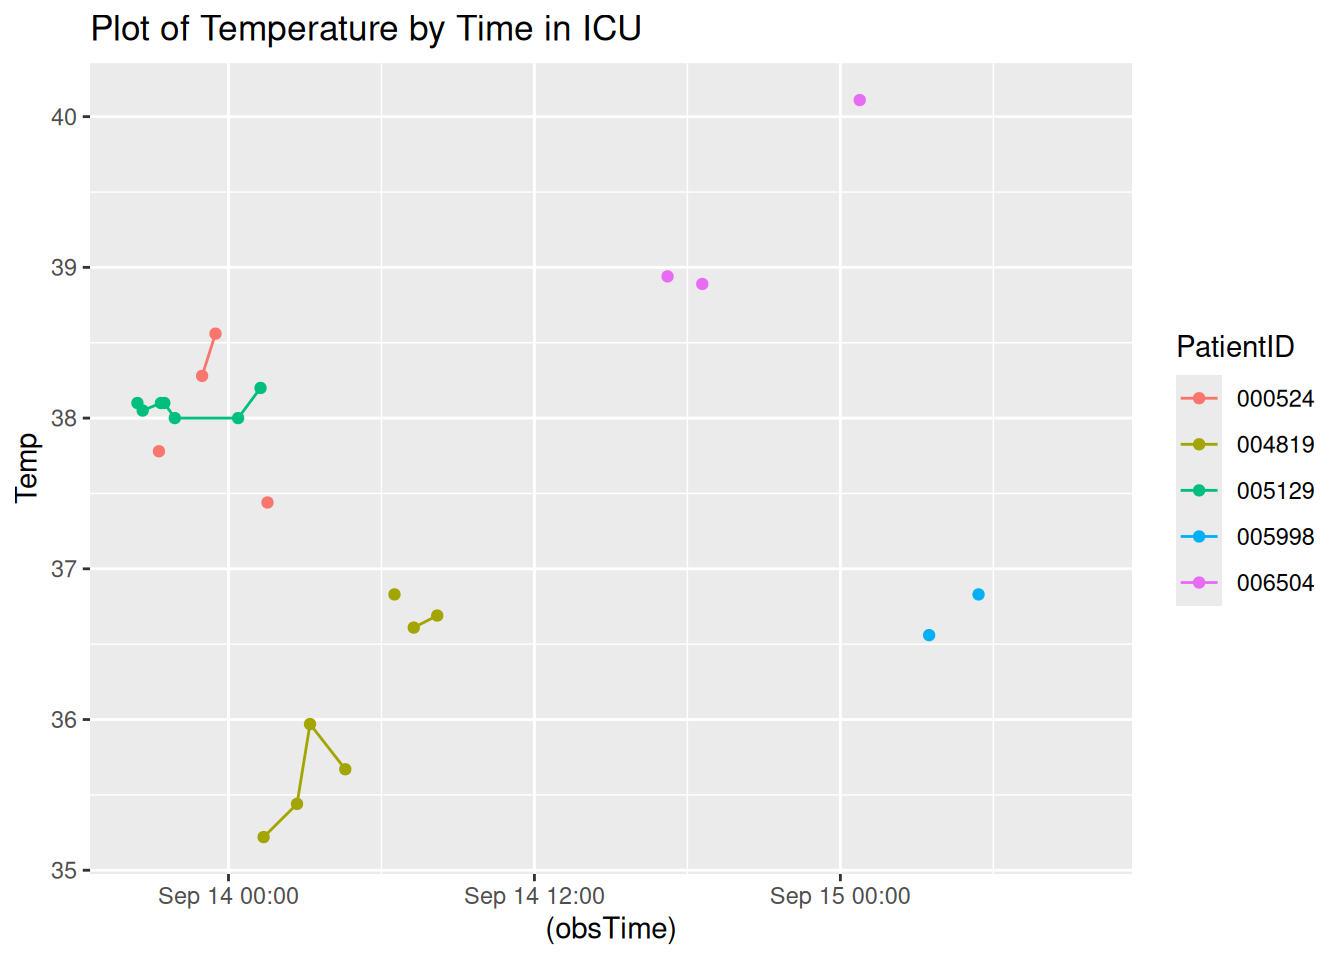 Plot of Temperature by Time in ICU
Temp
40
39
38
37
36
35
Sep 14 00:00
Sep 14 12:00
Sep 15 00:00
(obsTime)
PatientID
000524
004819
005129
005998
006504